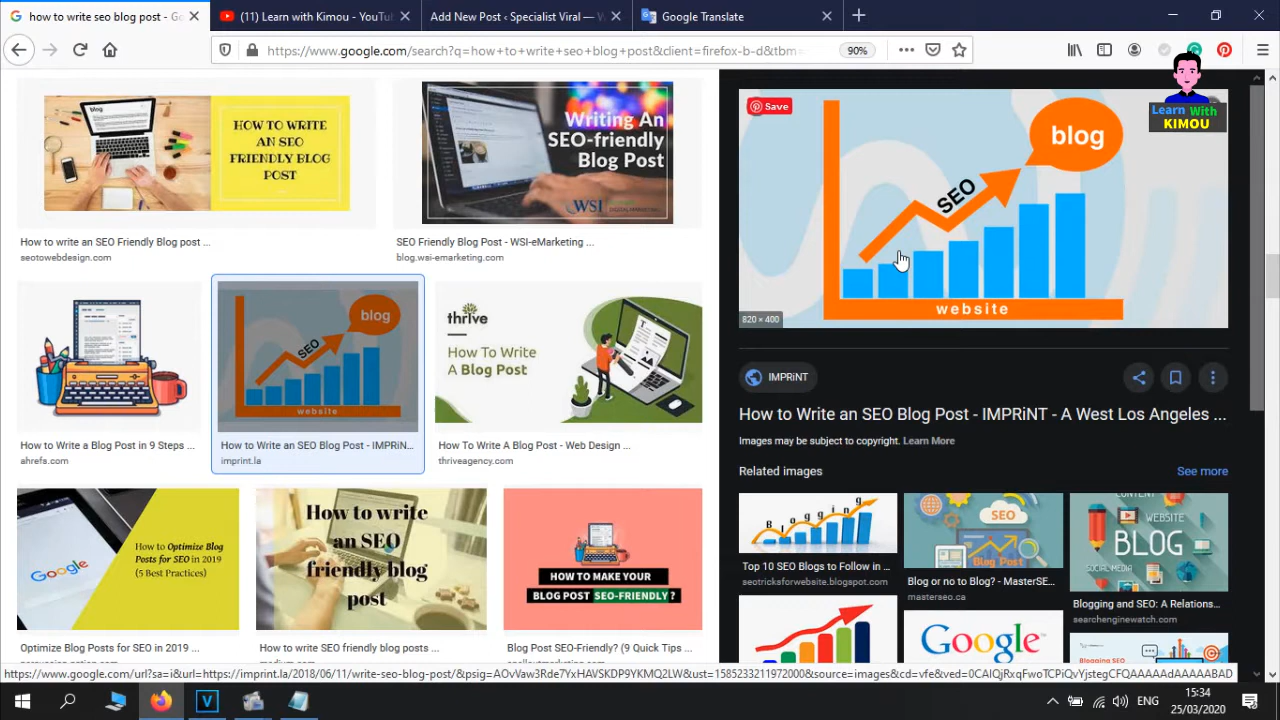 how to write seo blog post - Go
(11) Learn with Kimou - YouTu
Add New Post ‹ Specialist Viral — W
Google Translate
https://www.google.com/search?q=how+to+write+seo+blog+post&client=firefox-b-d&tbm=
90%
Learn With
KIMOU
blog
HOW TO WRITE
AN SEO
FRIENDLY BLOG
POST
Writing An
SEO-friendly
Blog Post
WSI
DIGITAL MARKETING
How to write an SEO Friendly Blog post ...
seotowebdesign.com
SEO Friendly Blog Post - WSI-eMarketing ...
blog.wsi-emarketing.com
Save
blog
SEO
website
820 × 400
blog
SEO
website
thrive
How To Write
A Blog Post
How to Write a Blog Post in 9 Steps ...
ahrefs.com
How to Write an SEO Blog Post - IMPRiN...
imprint.la
How To Write A Blog Post - Web Design ...
thriveagency.com
IMPRiNT
How to Write an SEO Blog Post - IMPRiNT - A West Los Angeles ...
Images may be subject to copyright. Learn More
Related images
See more
Google
How to Optimize Blog
Posts for SEO in 2019
(5 Best Practices)
How to write
an SEO
friendly blog
post
HOW TO MAKE YOUR
BLOG POST SEO-FRIENDLY ?
Optimize Posts for SEO in 2019 ...
How to write SEO friendly blog posts ...
Blog Post SEO-Friendly? (9 Quick Tips ...
Blogging
SEO
Blog Post
CONTENT
WEBSITE
BLOG
SOCIAL MEDIA
Top 10 SEO Blogs to Follow in ...
seotricksforwebsite.blogspot.com
Blog or no to Blog? - MasterSE...
masterseo.ca
Blogging and SEO: A Relations...
searchenginewatch.com
Google
Blogging SEO
https://www.google.com/url?sa=i&url=https://imprint.la/2018/06/11/write-seo-blog-post/&psig=AOvVaw3Rde7YxHAVSKDP9YKMQ2LW&ust=1585233211972000&source=images&cd=vfe&ved=0CAIQjRxqFwoTCPiQvYjstegCFQAAAAAdAAAAABAD
ENG
15:34
25/03/2020